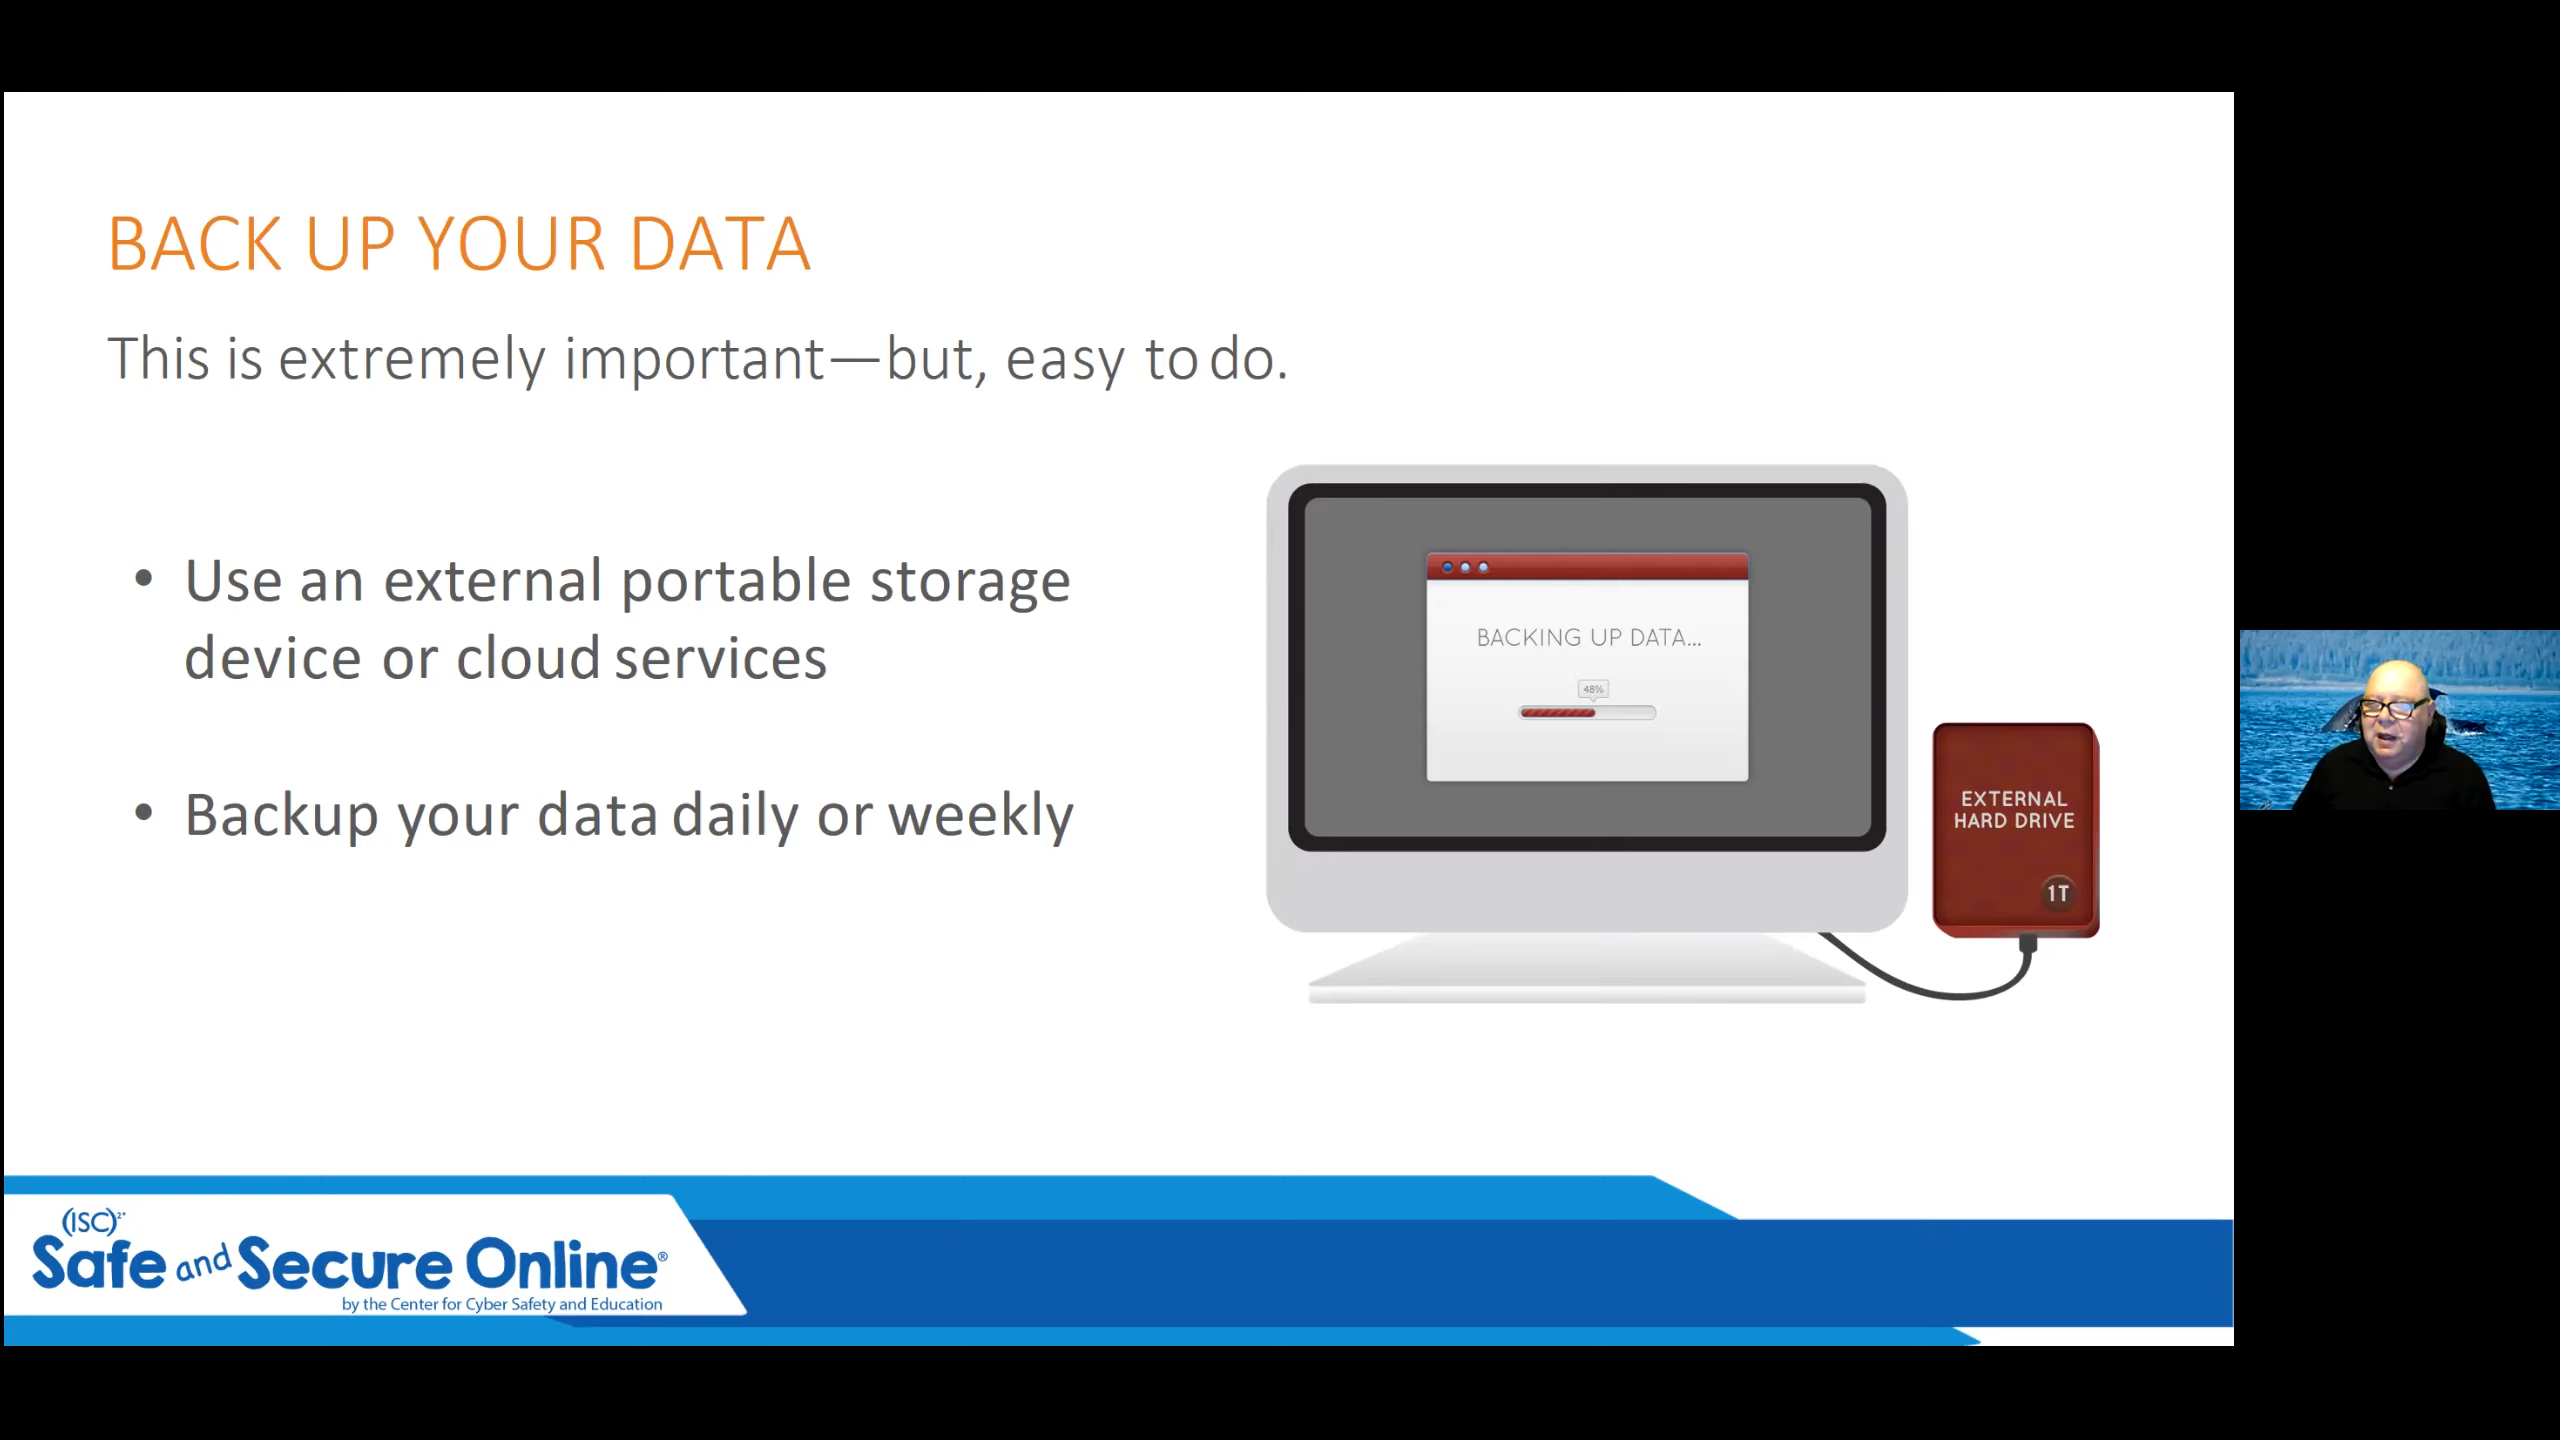 BACK UP YOUR DATA
This is extremely important—but, easy to do.
• Use an external portable storage
device or cloud services
• Backup your data daily or weekly
BACKING UP DATA...
48%
EXTERNAL
HARD DRIVE
1T
(ISC)²®
Safe and Secure Online®
by the Center for Cyber Safety and Education